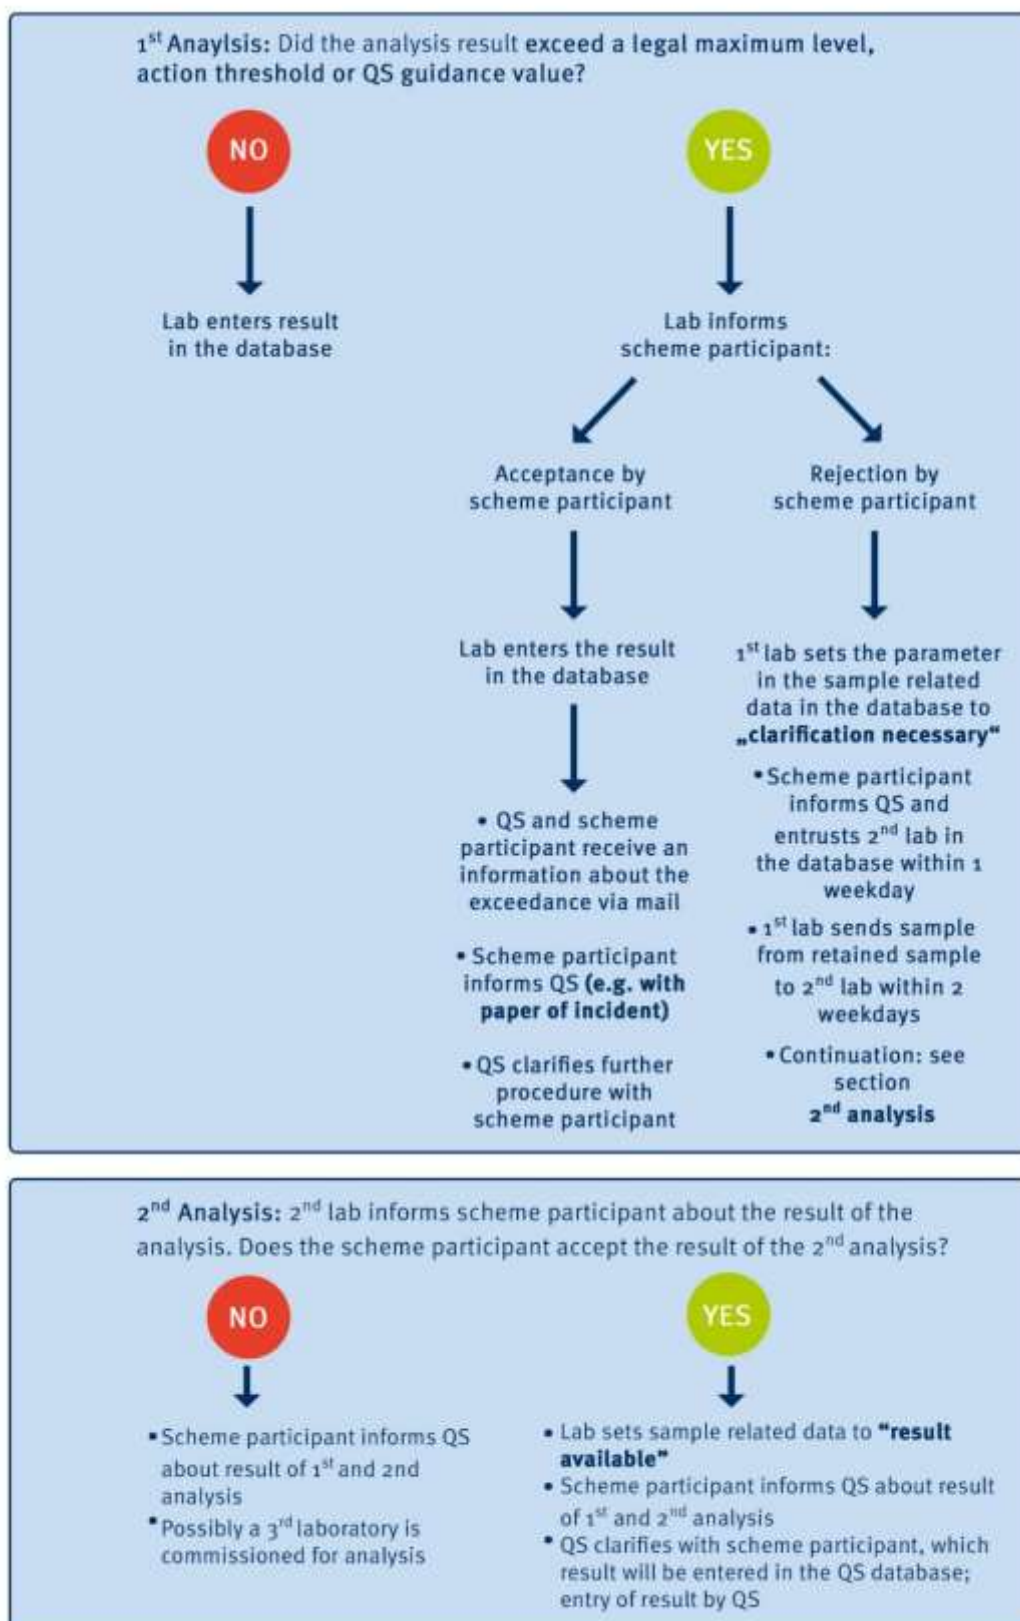 1st Anaylsis: Did the analysis result exceed a legal maximum level,
action threshold or QS guidance value?
NO
YES
Lab enters result
in the database
Lab informs
scheme participant:
Acceptance by
scheme participant
Rejection by
scheme participant
Lab enters the result
in the database
1st lab sets the parameter
in the sample related
data in the database to
„clarification necessary“
• QS and scheme
participant receive an
information about the
exceedance via mail
• Scheme participant
informs QS (e.g. with
paper of incident)
• QS clarifies further
procedure with
scheme participant
• Scheme participant
informs QS and
entrusts 2nd lab in
the database within 1
weekday
• 1st lab sends sample
from retained sample
to 2nd lab within 2
weekdays
• Continuation: see
section
2nd analysis
2nd Analysis: 2nd lab informs scheme participant about the result of the
analysis. Does the scheme participant accept the result of the 2nd analysis?
NO
YES
• Scheme participant informs QS
about result of 1st and 2nd
analysis
• Possibly a 3rd laboratory is
commissioned for analysis
• Lab sets sample related data to “result
available”
• Scheme participant informs QS about result
of 1st and 2nd analysis
• QS clarifies with scheme participant, which
result will be entered in the QS database;
entry of result by QS